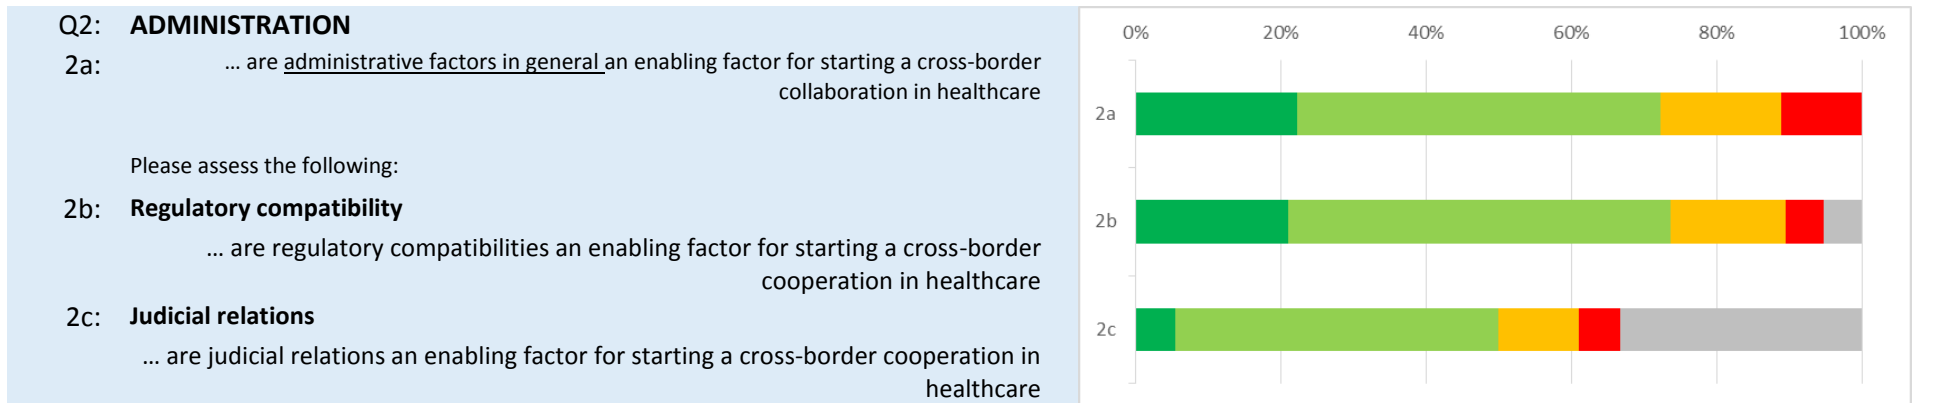 Q2: ADMINISTRATION
2a: ... are administrative factors in general an enabling factor for starting a cross-border
collaboration in healthcare
Please assess the following:
2b: Regulatory compatibility
... are regulatory compatibilities an enabling factor for starting a cross-border
cooperation in healthcare
2c: Judicial relations
... are judicial relations an enabling factor for starting a cross-border cooperation in
healthcare
0% 20% 40% 60% 80% 100%
2a
2b
2c